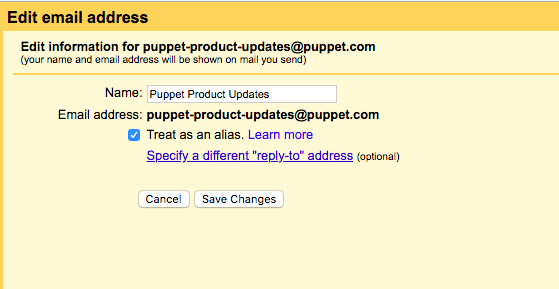 Edit email address
Edit information for puppet-product-updates@puppet.com
(your name and email address will be shown on mail you send)
Name: Puppet Product Updates
Email address: puppet-product-updates@puppet.com
Treat as an alias. Learn more
Specify a different "reply-to" address (optional)
Cancel Save Changes